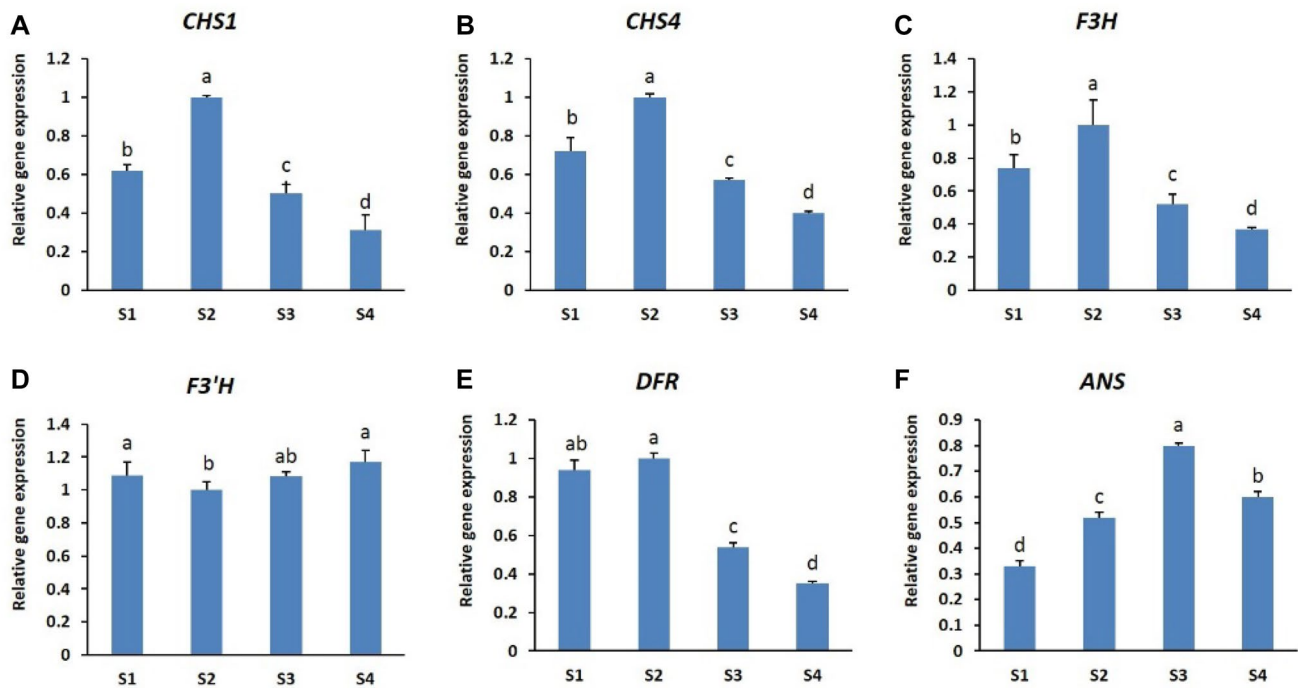 A
CHS1
Relative gene expression
1.2
1
0.8
0.6
0.4
0.2
0
b
a
c
d
S1 S2 S3 S4
B
CHS4
Relative gene expression
1.2
1
0.8
0.6
0.4
0.2
0
b
a
c
d
S1 S2 S3 S4
C
F3H
Relative gene expression
1.4
1.2
1
0.8
0.6
0.4
0.2
0
b
a
c
d
S1 S2 S3 S4
D
F3'H
Relative gene expression
1.4
1.2
1
0.8
0.6
0.4
0.2
0
a
b
ab
a
S1 S2 S3 S4
E
DFR
Relative gene expression
1.2
1
0.8
0.6
0.4
0.2
0
ab
a
c
d
S1 S2 S3 S4
F
ANS
Relative gene expression
0.9
0.8
0.7
0.6
0.5
0.4
0.3
0.2
0.1
0
d
c
a
b
S1 S2 S3 S4